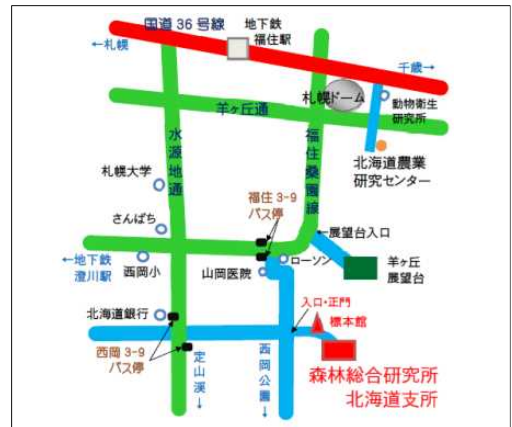 国道36号線
地下鉄
福住駅
←札幌
千歳→
札幌ドーム
動物衛生
研究所
羊ヶ丘通
水源地通
福住桑園線
北海道農業
研究センター
札幌大学
福住 3-9
バス停
さんぱち
←展望台入口
←地下鉄
澄川駅
西岡小
山岡医院
ローソン
羊ヶ丘
展望台
入口・正門
標本館
北海道銀行
西岡 3-9
バス停
定山渓→
西岡公園→
森林総合研究所
北海道支所